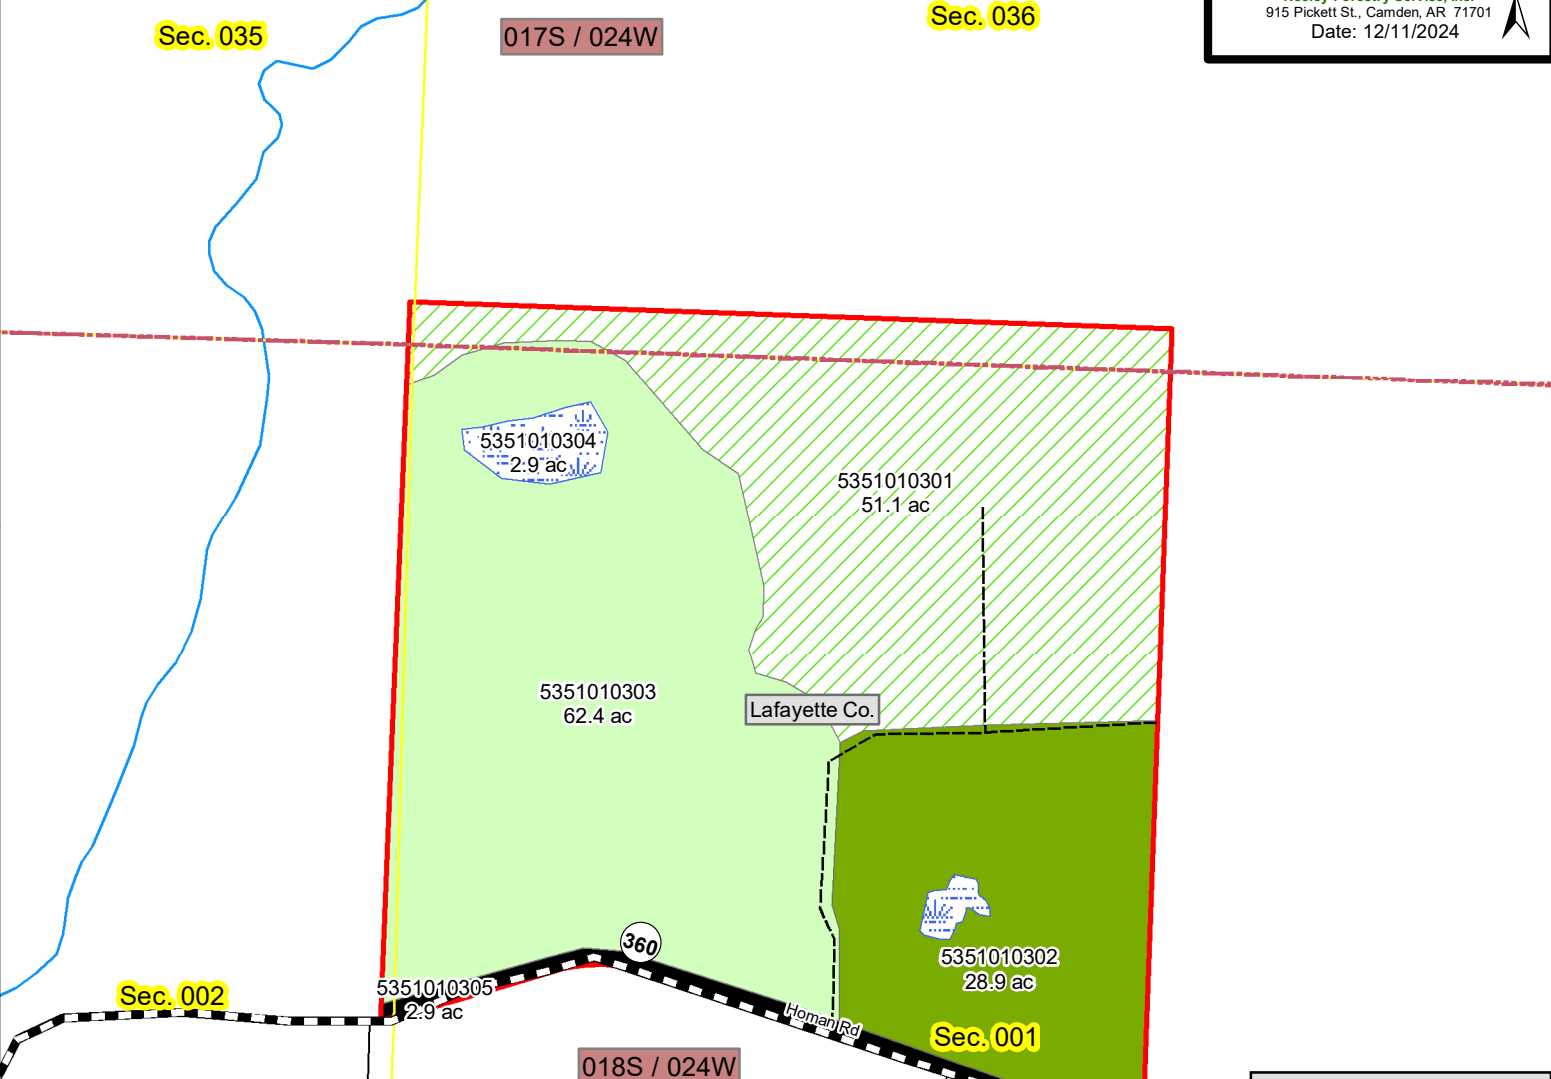 Sec. 035
017S / 024W
Sec. 036
915 Pickett St., Camden, AR 71701
Date: 12/11/2024
5351010304
2.9 ac
5351010301
51.1 ac
5351010303
62.4 ac
Lafayette Co.
360
5351010302
28.9 ac
5351010305
2.9 ac
Sec. 002
Homan Rd
Sec. 001
018S / 024W